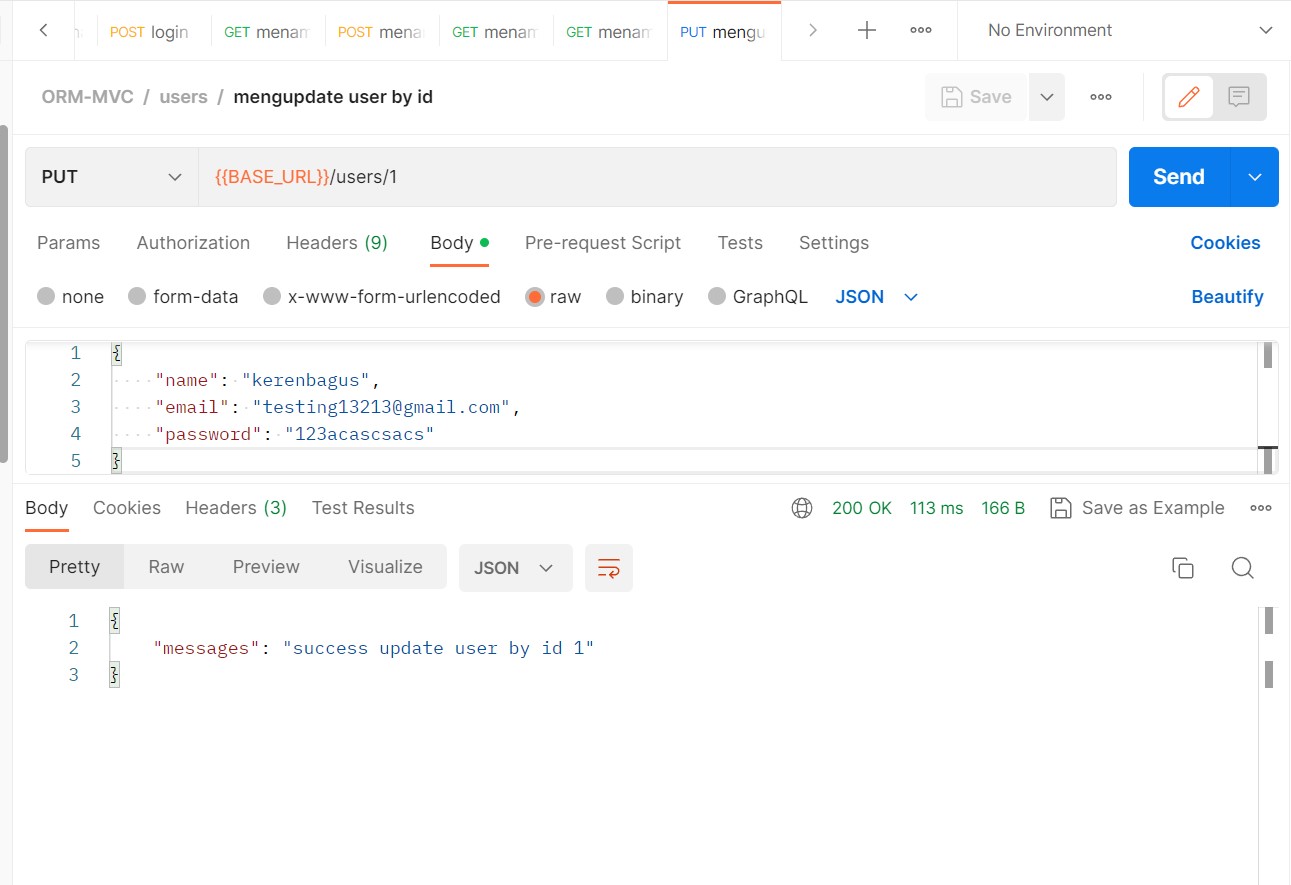 POST login GET menam POST mena GET menam GET menam PUT mengu No Environment
ORM-MVC / users / mengupdate user by id Save
PUT {{BASE_URL}}/users/1 Send
Params Authorization Headers (9) Body Pre-request Script Tests Settings Cookies
none form-data x-www-form-urlencoded raw binary GraphQL JSON Beautify
1 {
2 "name": "kerenbagus",
3 "email": "testing13213@gmail.com",
4 "password": "123acascsacs"
5 }
Body Cookies Headers (3) Test Results 200 OK 113 ms 166 B Save as Example
Pretty Raw Preview Visualize JSON
1 {
2 "messages": "success update user by id 1"
3 }